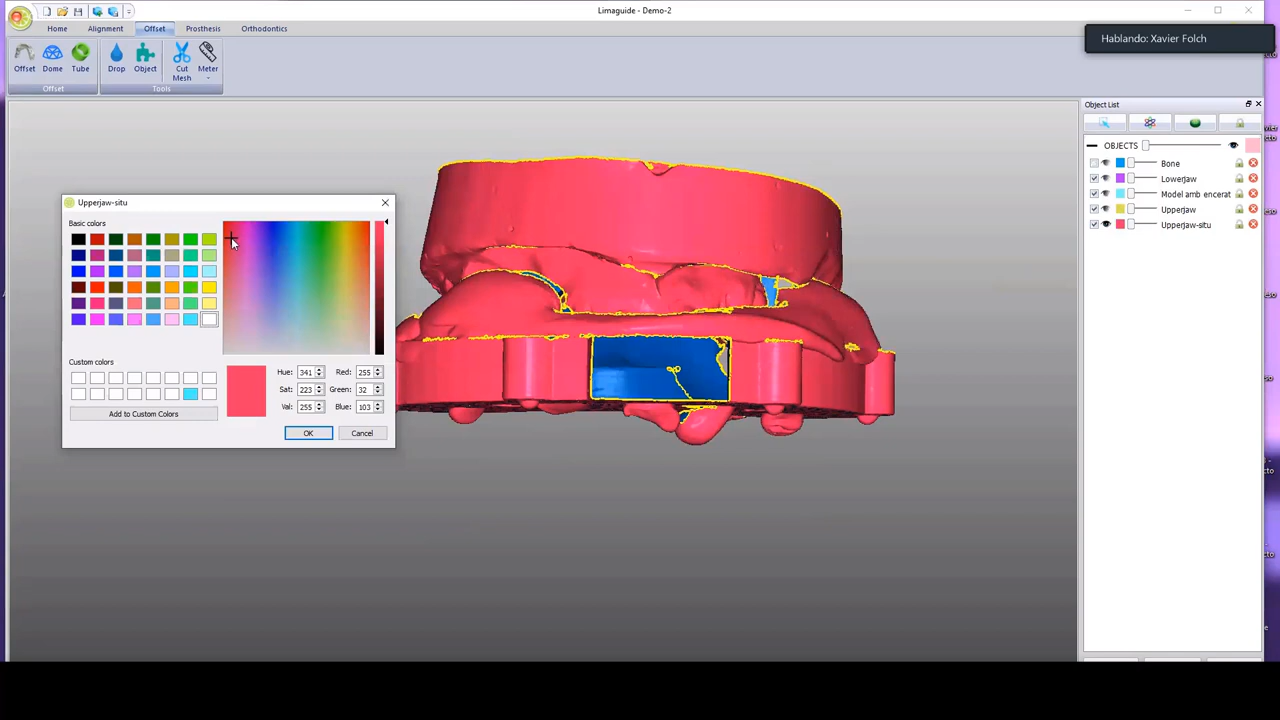 Limaguide - Demo-2
Home Alignment Offset Prosthesis Orthodontics
Hablando: Xavier Folch
Offset Dome Tube Drop Object Cut Mesh Meter
Offset Tools
Object List
OBJECTS
Bone
Lowerjaw
Model amb encerat
Upperjaw
Upperjaw-situ
Upperjaw-situ
Basic colors
Custom colors
Hue: 341 Red: 255
Sat: 223 Green: 32
Val: 255 Blue: 103
Add to Custom Colors
OK Cancel